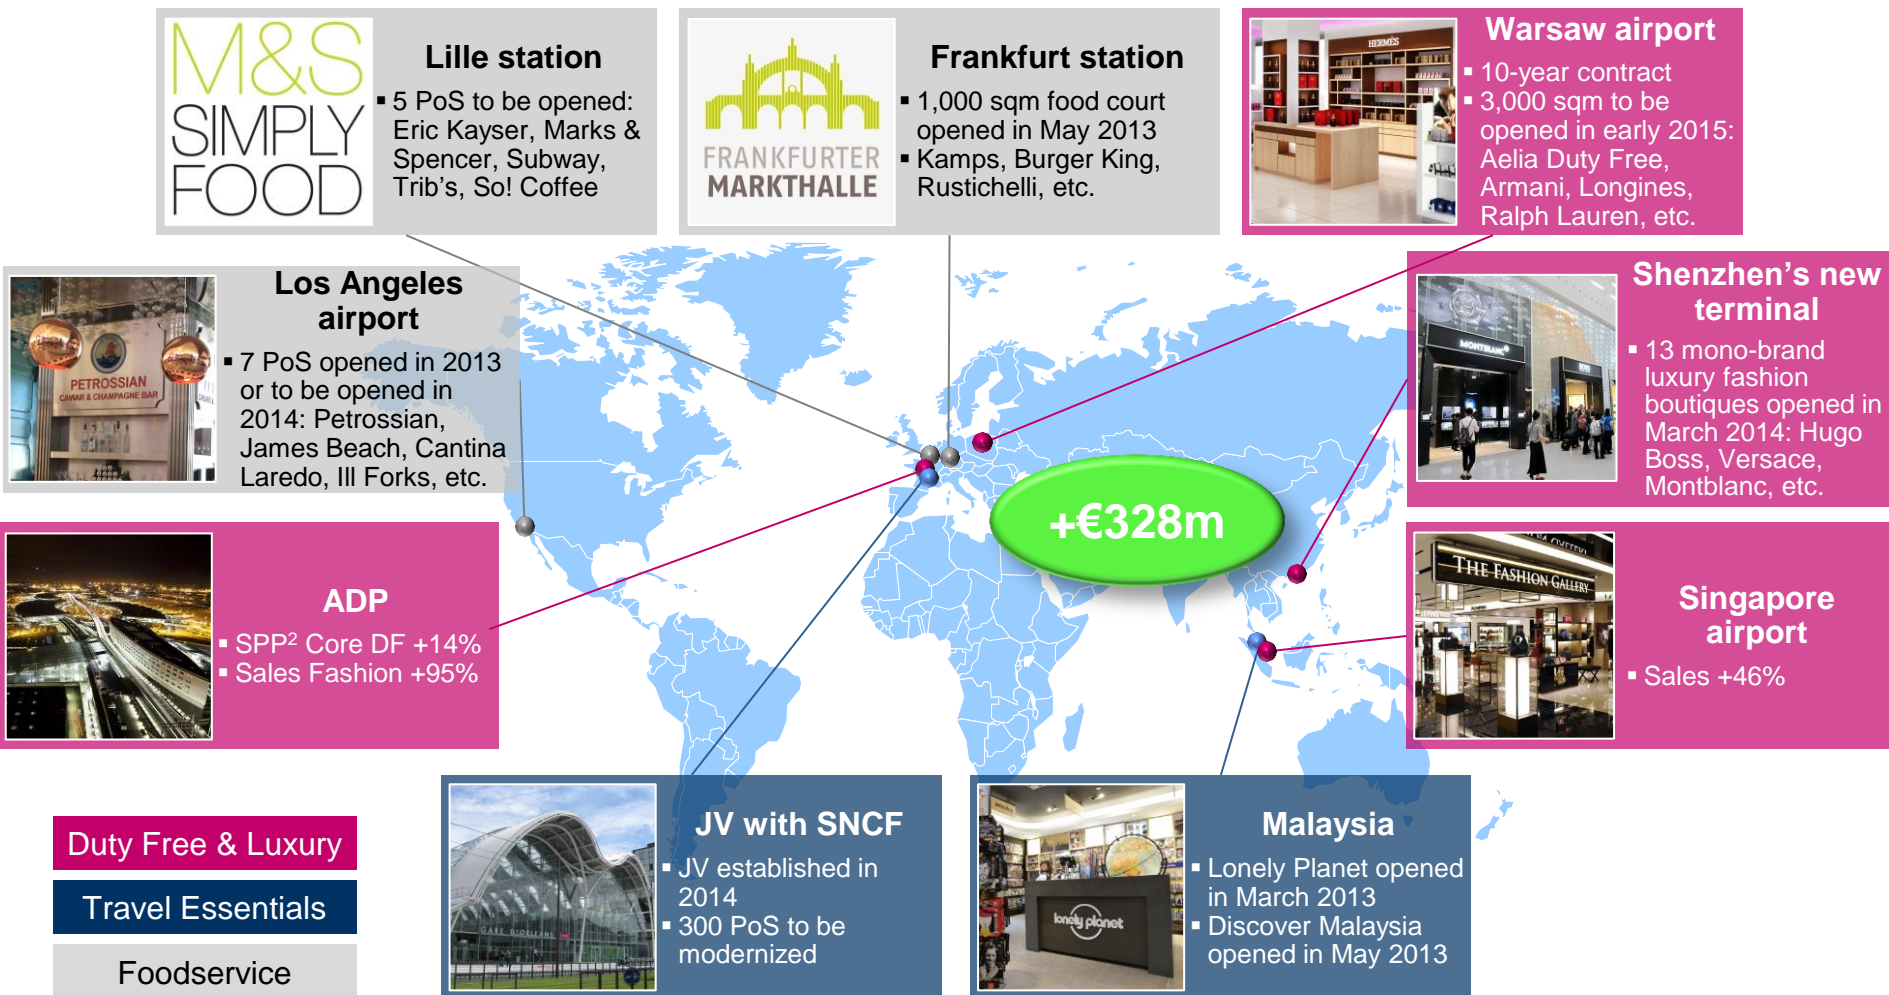 M&S
SIMPLY
FOOD
Lille station
▪ 5 PoS to be opened:
Eric Kayser, Marks &
Spencer, Subway,
Trib's, So! Coffee
FRANKFURTER
MARKTHALLE
Frankfurt station
▪ 1,000 sqm food court
opened in May 2013
▪ Kamps, Burger King,
Rustichelli, etc.
HERMÈS
Warsaw airport
▪ 10-year contract
▪ 3,000 sqm to be
opened in early 2015:
Aelia Duty Free,
Armani, Longines,
Ralph Lauren, etc.
PETROSSIAN
CAVIAR & CHAMPAGNE BAR
Los Angeles
airport
▪ 7 PoS opened in 2013
or to be opened in
2014: Petrossian,
James Beach, Cantina
Laredo, Ill Forks, etc.
MONTBLANC
BOSS
Shenzhen's new
terminal
▪ 13 mono-brand
luxury fashion
boutiques opened in
March 2014: Hugo
Boss, Versace,
Montblanc, etc.
+€328m
ADP
▪ SPP² Core DF +14%
▪ Sales Fashion +95%
THE FASHION GALLERY
Singapore
airport
▪ Sales +46%
GARE D'ORLEANS
JV with SNCF
▪ JV established in
2014
▪ 300 PoS to be
modernized
lonely planet
Malaysia
▪ Lonely Planet opened
in March 2013
▪ Discover Malaysia
opened in May 2013
Duty Free & Luxury
Travel Essentials
Foodservice